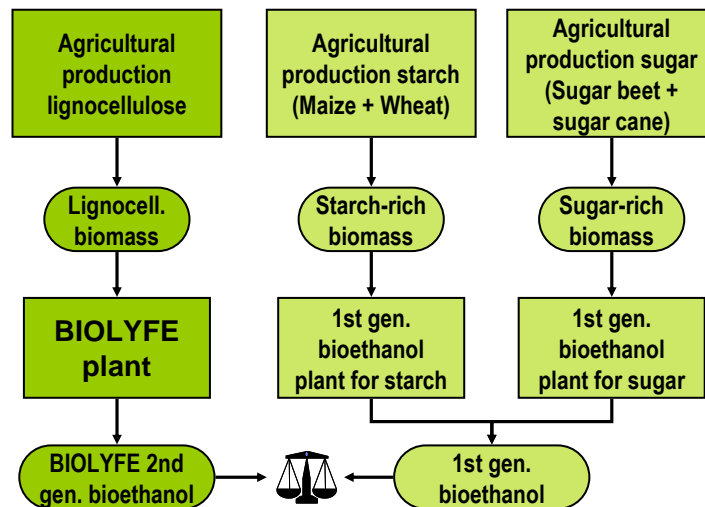 Agricultural
production
lignocellulose
Agricultural
production starch
(Maize + Wheat)
Agricultural
production sugar
(Sugar beet +
sugar cane)
Lignocell.
biomass
Starch-rich
biomass
Sugar-rich
biomass
BIOLYFE
plant
1st gen.
bioethanol
plant for starch
1st gen.
bioethanol
plant for sugar
BIOLYFE 2nd
gen. bioethanol
1st gen.
bioethanol